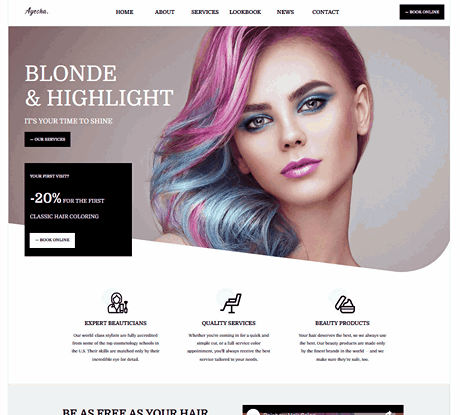 Ayesha.
HOME ABOUT SERVICES LOOKBOOK NEWS CONTACT
— BOOK ONLINE
BLONDE
& HIGHLIGHT
IT'S YOUR TIME TO SHINE
— OUR SERVICES
YOUR FIRST VISIT?
-20% FOR THE FIRST
CLASSIC HAIR COLORING
— BOOK ONLINE
EXPERT BEAUTICIANS
Our world-class stylists are fully accredited
from some of the top cosmetology schools in
the U.S. Their skills are matched only by their
incredible eye for detail.
QUALITY SERVICES
Whether you're coming in for a quick and
simple cut, or a full-service color
appointment, you'll always receive the best
service tailored to your needs.
BEAUTY PRODUCTS
Your hair deserves the best, so we always use
the best. Our beauty products are made only
by the finest brands in the world — and we
make sure they're safe, too.
BE AS FREE AS YOUR HAIR